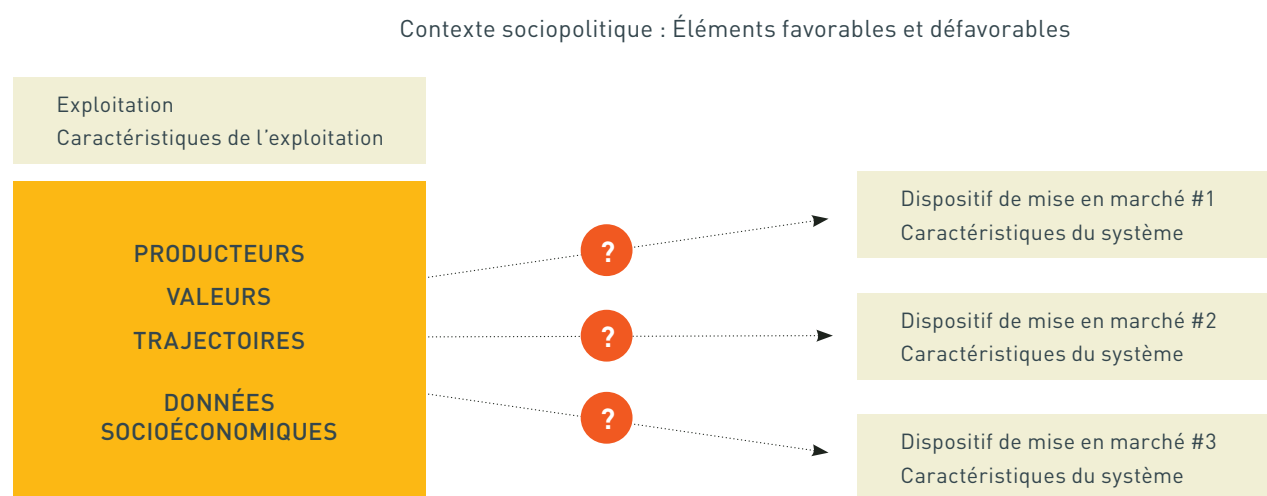 Contexte sociopolitique : Éléments favorables et défavorables
Exploitation
Caractéristiques de l'exploitation
PRODUCTEURS
VALEURS
TRAJECTOIRES
DONNÉES
SOCIOÉCONOMIQUES
?
?
?
Dispositif de mise en marché #1
Caractéristiques du système
Dispositif de mise en marché #2
Caractéristiques du système
Dispositif de mise en marché #3
Caractéristiques du système